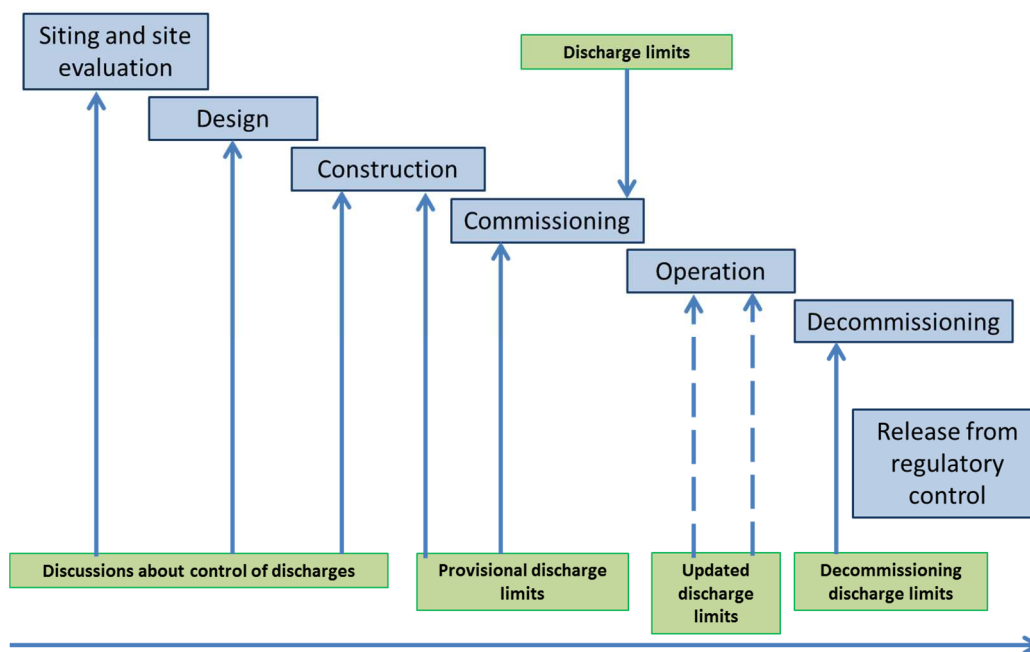 Siting and site
evaluation
Discharge limits
Design
Construction
Commissioning
Operation
Decommissioning
Release from
regulatory
control
Discussions about control of discharges
Provisional discharge
limits
Updated
discharge
limits
Decommissioning
discharge limits